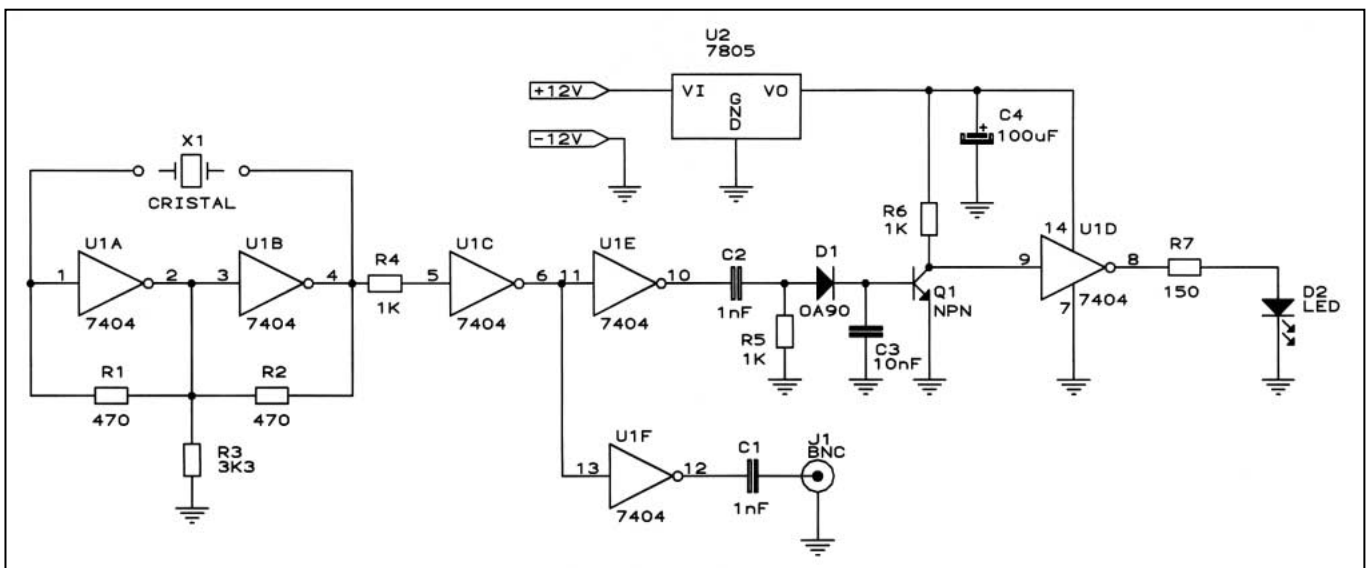 U2
7805
+12V
VI
GND
VO
-12V
C4
+
100uF
X1
CRISTAL
R6
1K
14
U1D
U1A
U1B
R4
U1C
U1E
C2
D1
R7
1
2
3
4
5
6
11
10
9
8
7404
7404
1K
7404
7404
1nF
OA90
Q1
NPN
7
7404
150
D2
LED
R5
1K
C3
10nF
R1
R2
470
470
R3
3K3
U1F
C1
J1
BNC
13
12
7404
1nF